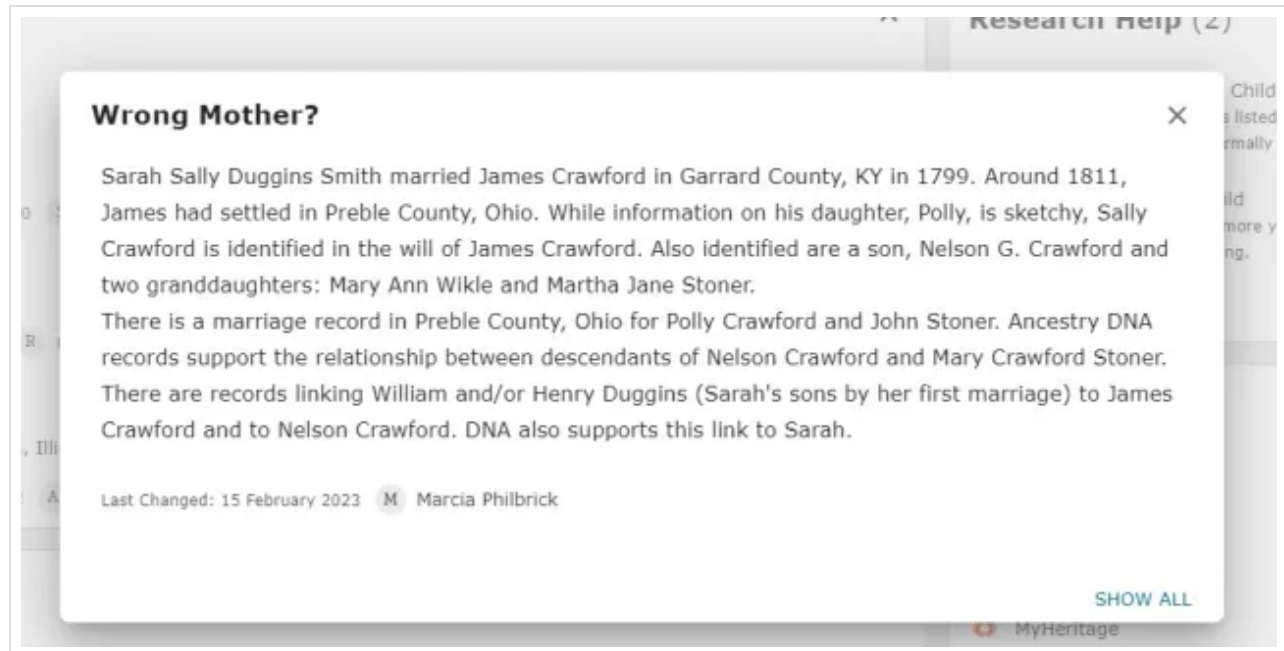 Research Help (2)
Wrong Mother?
Child
Sarah Sally Duggins Smith married James Crawford in Garrard County, KY in 1799. Around 1811,
James had settled in Preble County, Ohio. While information on his daughter, Polly, is sketchy, Sally
Crawford is identified in the will of James Crawford. Also identified are a son, Nelson G. Crawford and
two granddaughters: Mary Ann Wikle and Martha Jane Stoner.
There is a marriage record in Preble County, Ohio for Polly Crawford and John Stoner. Ancestry DNA
records support the relationship between descendants of Nelson Crawford and Mary Crawford Stoner.
There are records linking William and/or Henry Duggins (Sarah's sons by her first marriage) to James
Crawford and to Nelson Crawford. DNA also supports this link to Sarah.
Last Changed: 15 February 2023 M Marcia Philbrick
SHOW ALL
MyHeritage